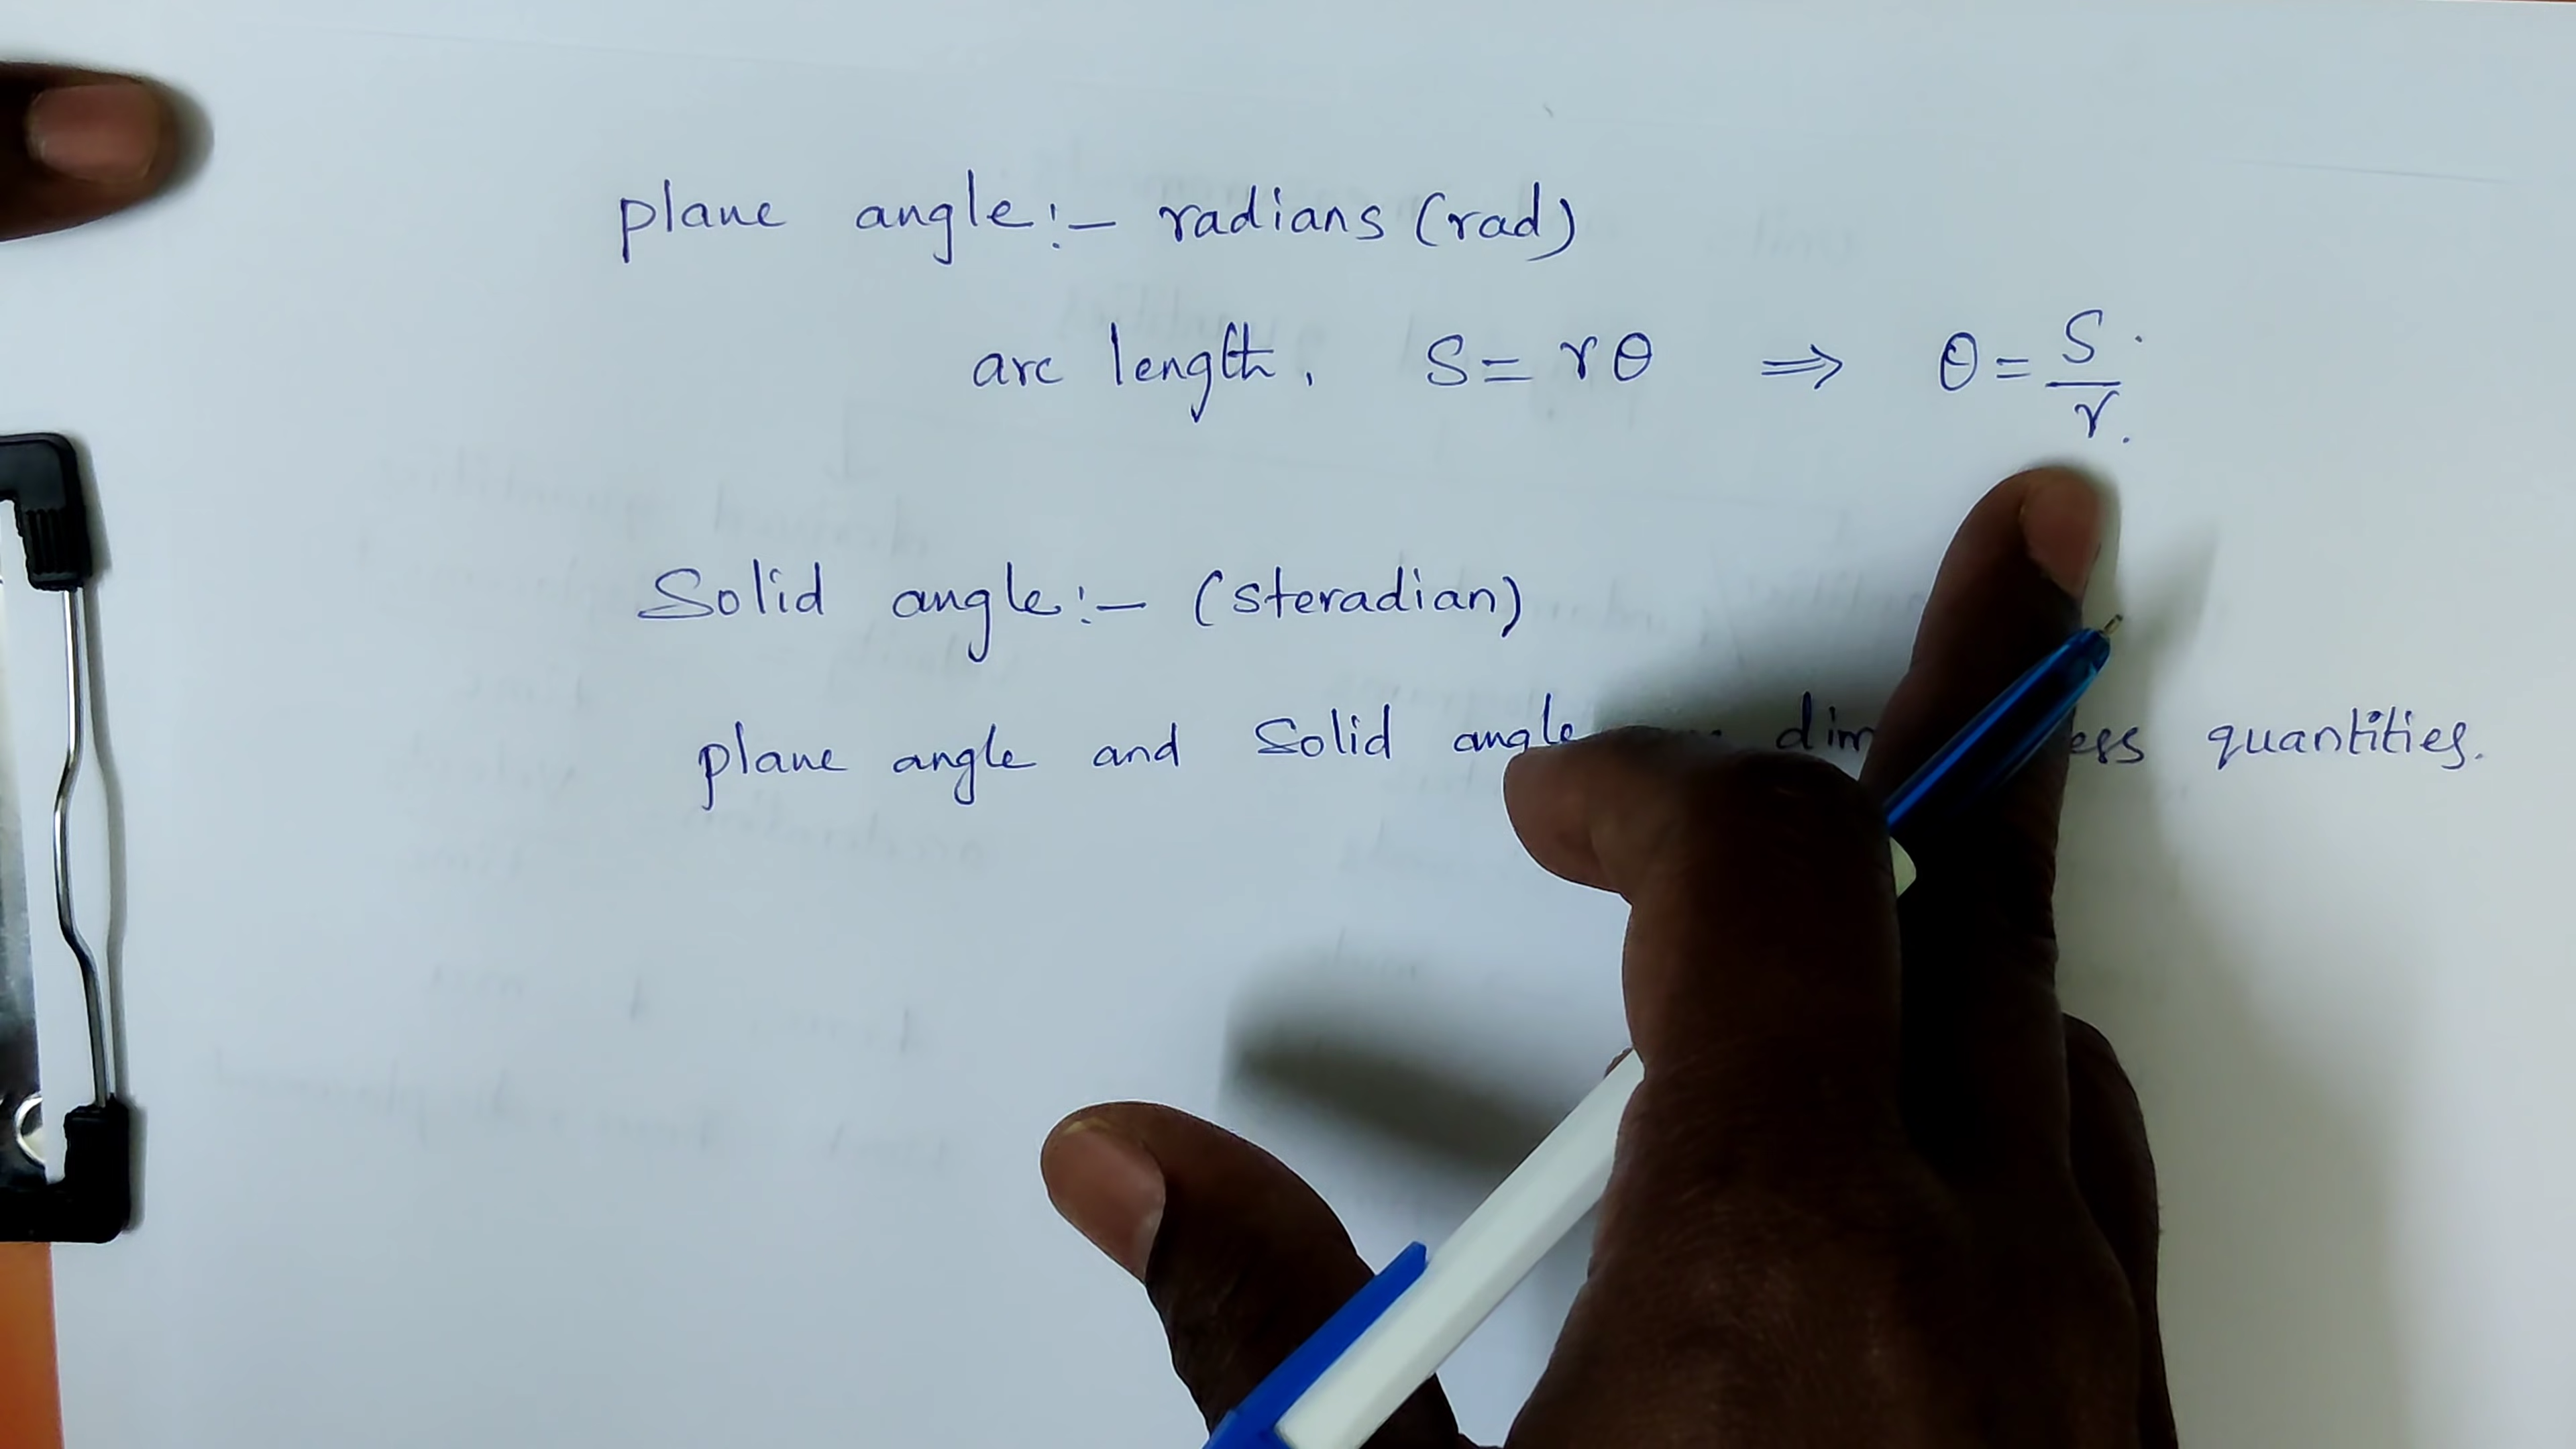 plane angle:- radians (rad)
arc length, S = rθ ⇒ θ = S/r.
Solid angle:- (steradian)
plane angle and Solid angle quantities.